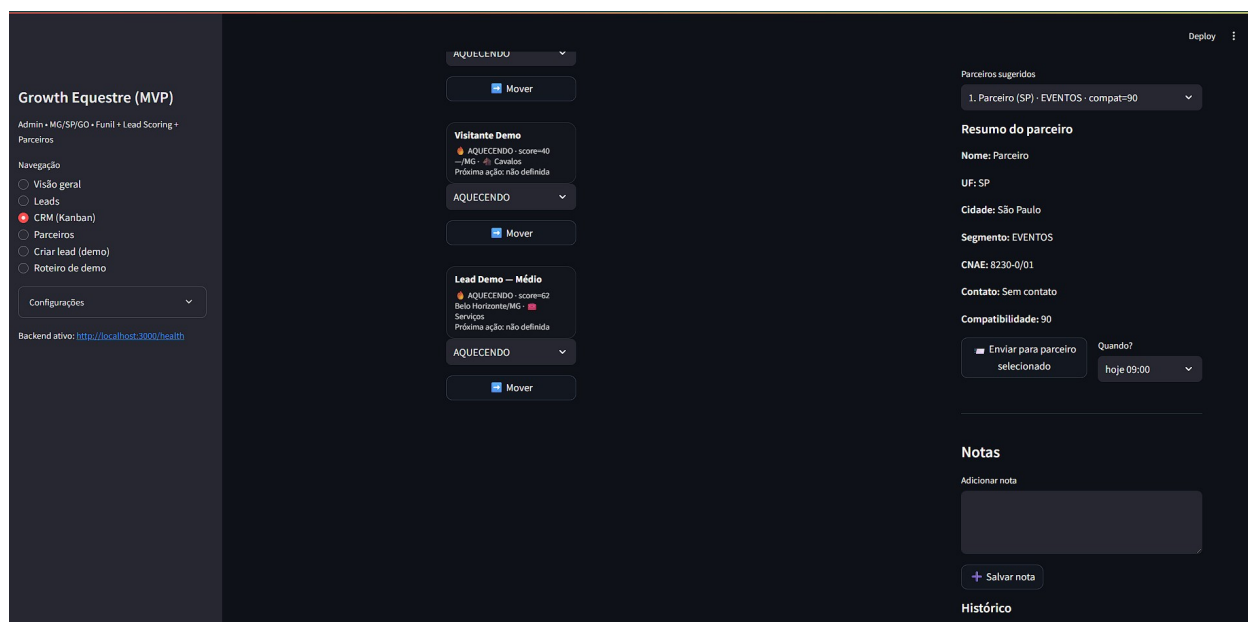 Deploy
Growth Equestre (MVP)
Admin • MG/SP/GO • Funil + Lead Scoring +
Parceiros
Navegação
Visão geral
Leads
CRM (Kanban)
Parceiros
Criar lead (demo)
Roteiro de demo
Configurações
Backend ativo: http://localhost:3000/health
AQUECENDO
Mover
Visitante Demo
AQUECENDO · score=40
—/MG · Cavalos
Próxima ação: não definida
AQUECENDO
Mover
Lead Demo — Médio
AQUECENDO · score=62
Belo Horizonte/MG ·
Serviços
Próxima ação: não definida
AQUECENDO
Mover
Parceiros sugeridos
1. Parceiro (SP) · EVENTOS · compat=90
Resumo do parceiro
Nome: Parceiro
UF: SP
Cidade: São Paulo
Segmento: EVENTOS
CNAE: 8230-0/01
Contato: Sem contato
Compatibilidade: 90
Enviar para parceiro
selecionado
Quando?
hoje 09:00
Notas
Adicionar nota
Salvar nota
Histórico